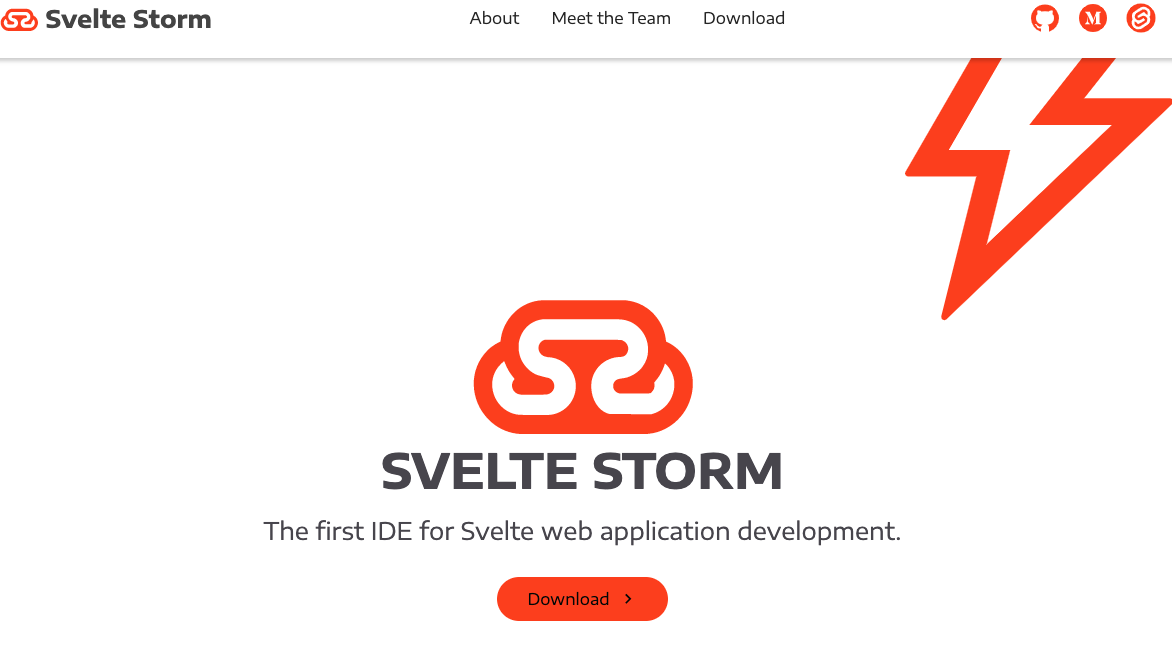 Svelte Storm
About
Meet the Team
Download
M
SVELTE STORM
The first IDE for Svelte web application development.
Download